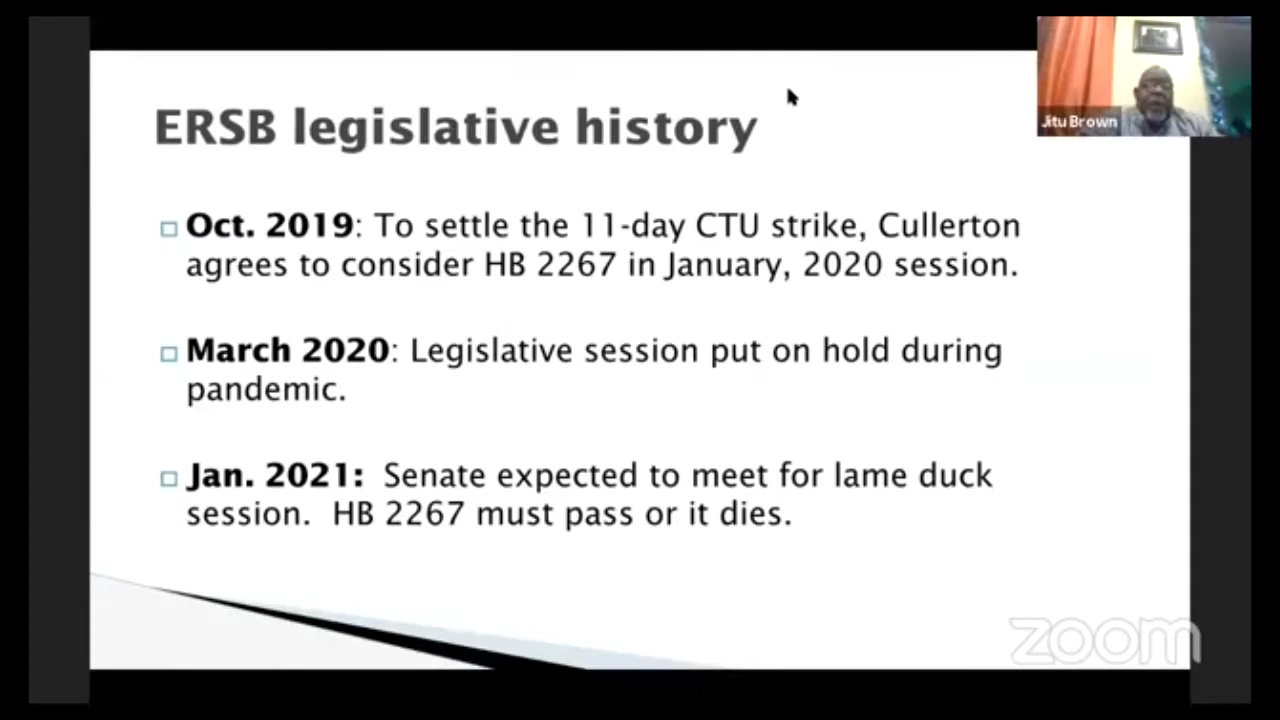 ERSB legislative history
Jitu Brown
Oct. 2019: To settle the 11-day CTU strike, Cullerton
agrees to consider HB 2267 in January, 2020 session.
March 2020: Legislative session put on hold during
pandemic.
Jan. 2021: Senate expected to meet for lame duck
session. HB 2267 must pass or it dies.
zoom